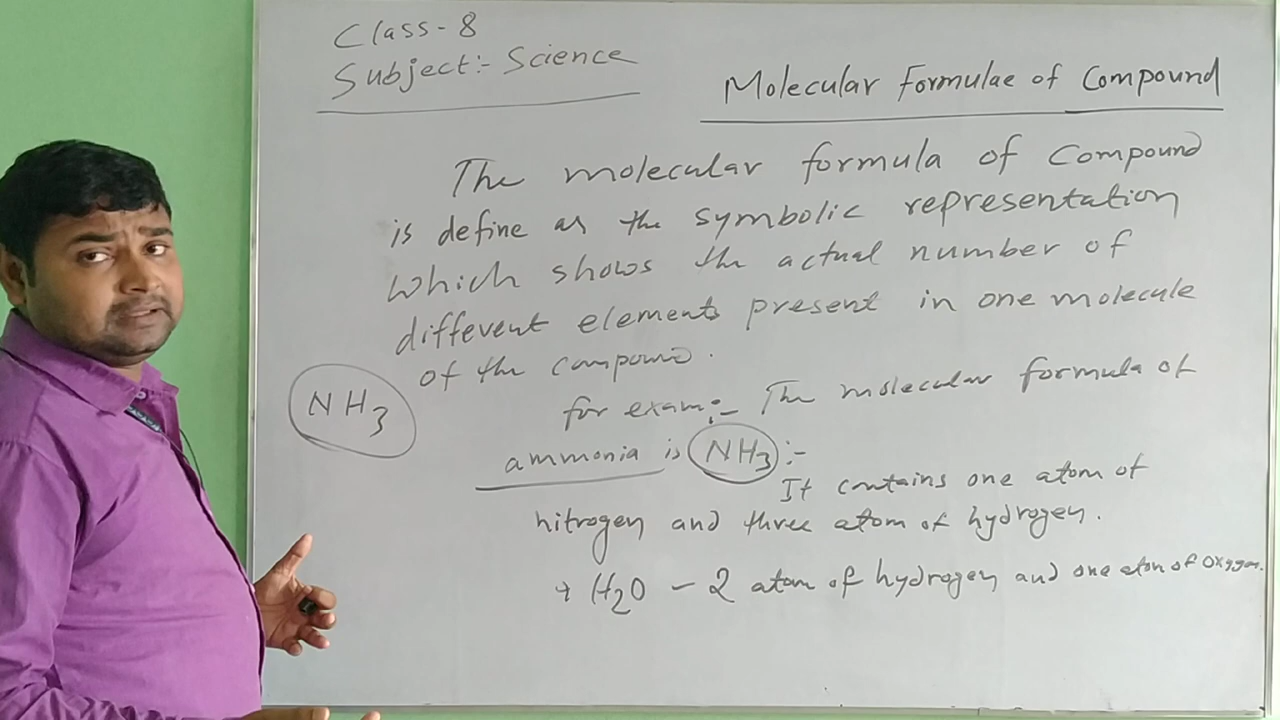 Class-8
Subject:- Science
Molecular Formulae of Compound
The molecular formula of Compound
is define as the symbolic representation
which shows the actual number of
different elements present in one molecule
of the compound.
for exam:- The molecular formula of
NH3
ammonia is NH3 :-
It contains one atom of
nitrogen and three atom of hydrogen.
→ H2O - 2 atom of hydrogen and one atom of oxygen.